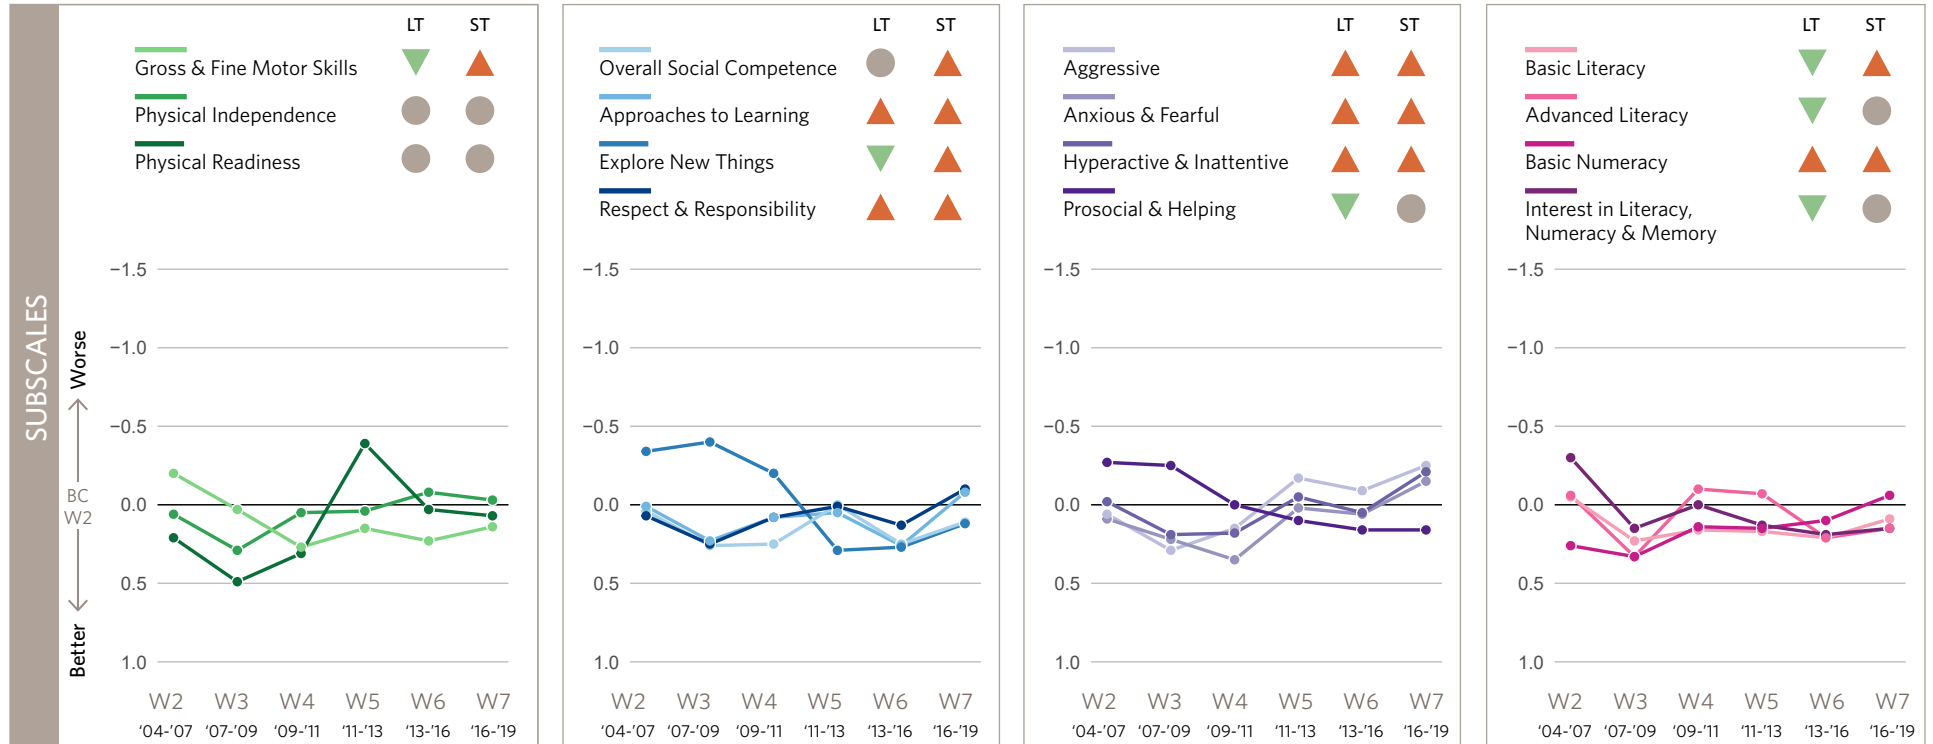 SUBSCALES
Worse
BC
W2
Better
LT ST
Gross & Fine Motor Skills
Physical Independence
Physical Readiness
−1.5
−1.0
−0.5
0.0
0.5
1.0
W2 W3 W4 W5 W6 W7
‘04-’07 ‘07-’09 ‘09-’11 ‘11-’13 ‘13-’16 ‘16-’19
LT ST
Overall Social Competence
Approaches to Learning
Explore New Things
Respect & Responsibility
−1.5
−1.0
−0.5
0.0
0.5
1.0
W2 W3 W4 W5 W6 W7
‘04-’07 ‘07-’09 ‘09-’11 ‘11-’13 ‘13-’16 ‘16-’19
LT ST
Aggressive
Anxious & Fearful
Hyperactive & Inattentive
Prosocial & Helping
−1.5
−1.0
−0.5
0.0
0.5
1.0
W2 W3 W4 W5 W6 W7
‘04-’07 ‘07-’09 ‘09-’11 ‘11-’13 ‘13-’16 ‘16-’19
LT ST
Basic Literacy
Advanced Literacy
Basic Numeracy
Interest in Literacy,
Numeracy & Memory
−1.5
−1.0
−0.5
0.0
0.5
1.0
W2 W3 W4 W5 W6 W7
‘04-’07 ‘07-’09 ‘09-’11 ‘11-’13 ‘13-’16 ‘16-’19